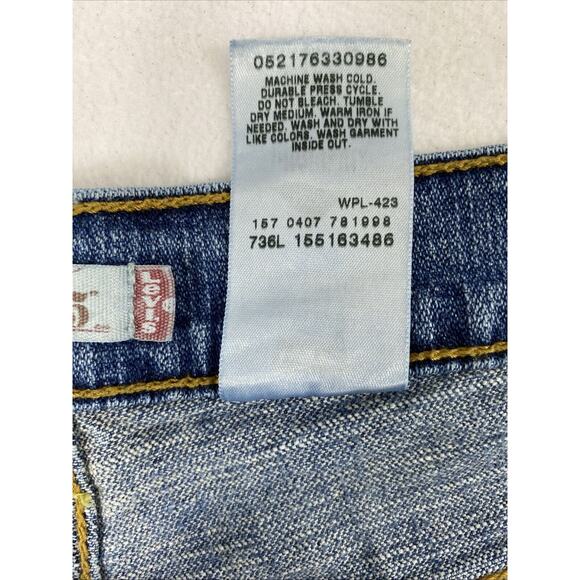 052176330986
MACHINE WASH COLD.
DURABLE PRESS CYCLE.
DO NOT BLEACH. TUMBLE
DRY MEDIUM. WARM IRON IF
NEEDED. WASH AND DRY WITH
LIKE COLORS. WASH GARMENT
INSIDE OUT.
WPL-423
157 0407 781998
736L 155163486
5
Levi's